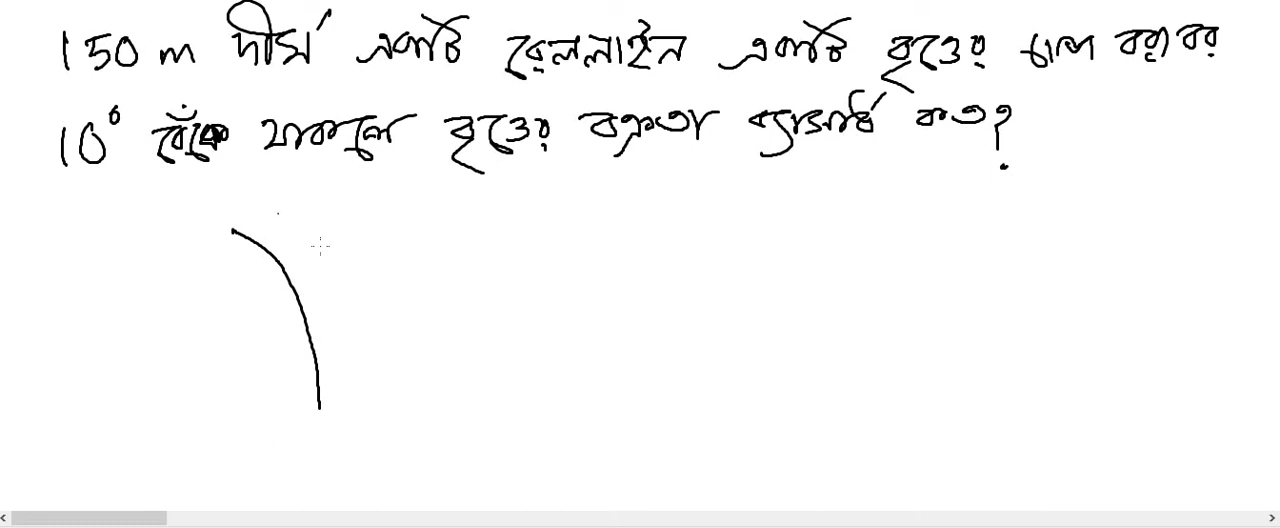 150 m দীর্ঘ একটি রেললাইন একটি বৃত্তের চাপ বরাবর
10° বেঁকে থাকলে বৃত্তের বক্রতা ব্যাসার্ধ কত?